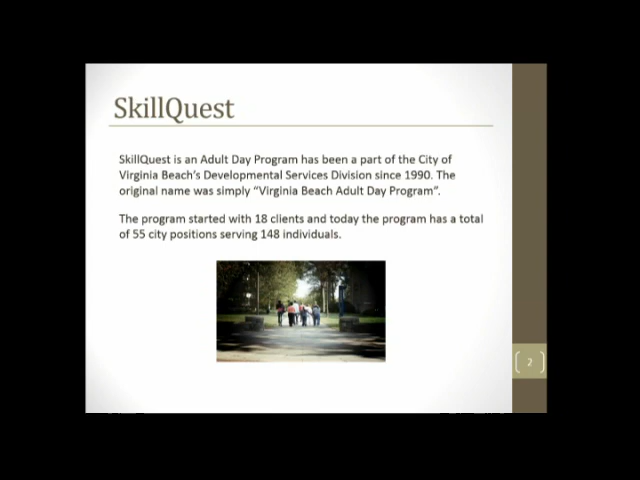 SkillQuest
SkillQuest is an Adult Day Program has been a part of the City of
Virginia Beach's Developmental Services Division since 1990. The
original name was simply “Virginia Beach Adult Day Program”.
The program started with 18 clients and today the program has a total
of 55 city positions serving 148 individuals.
2